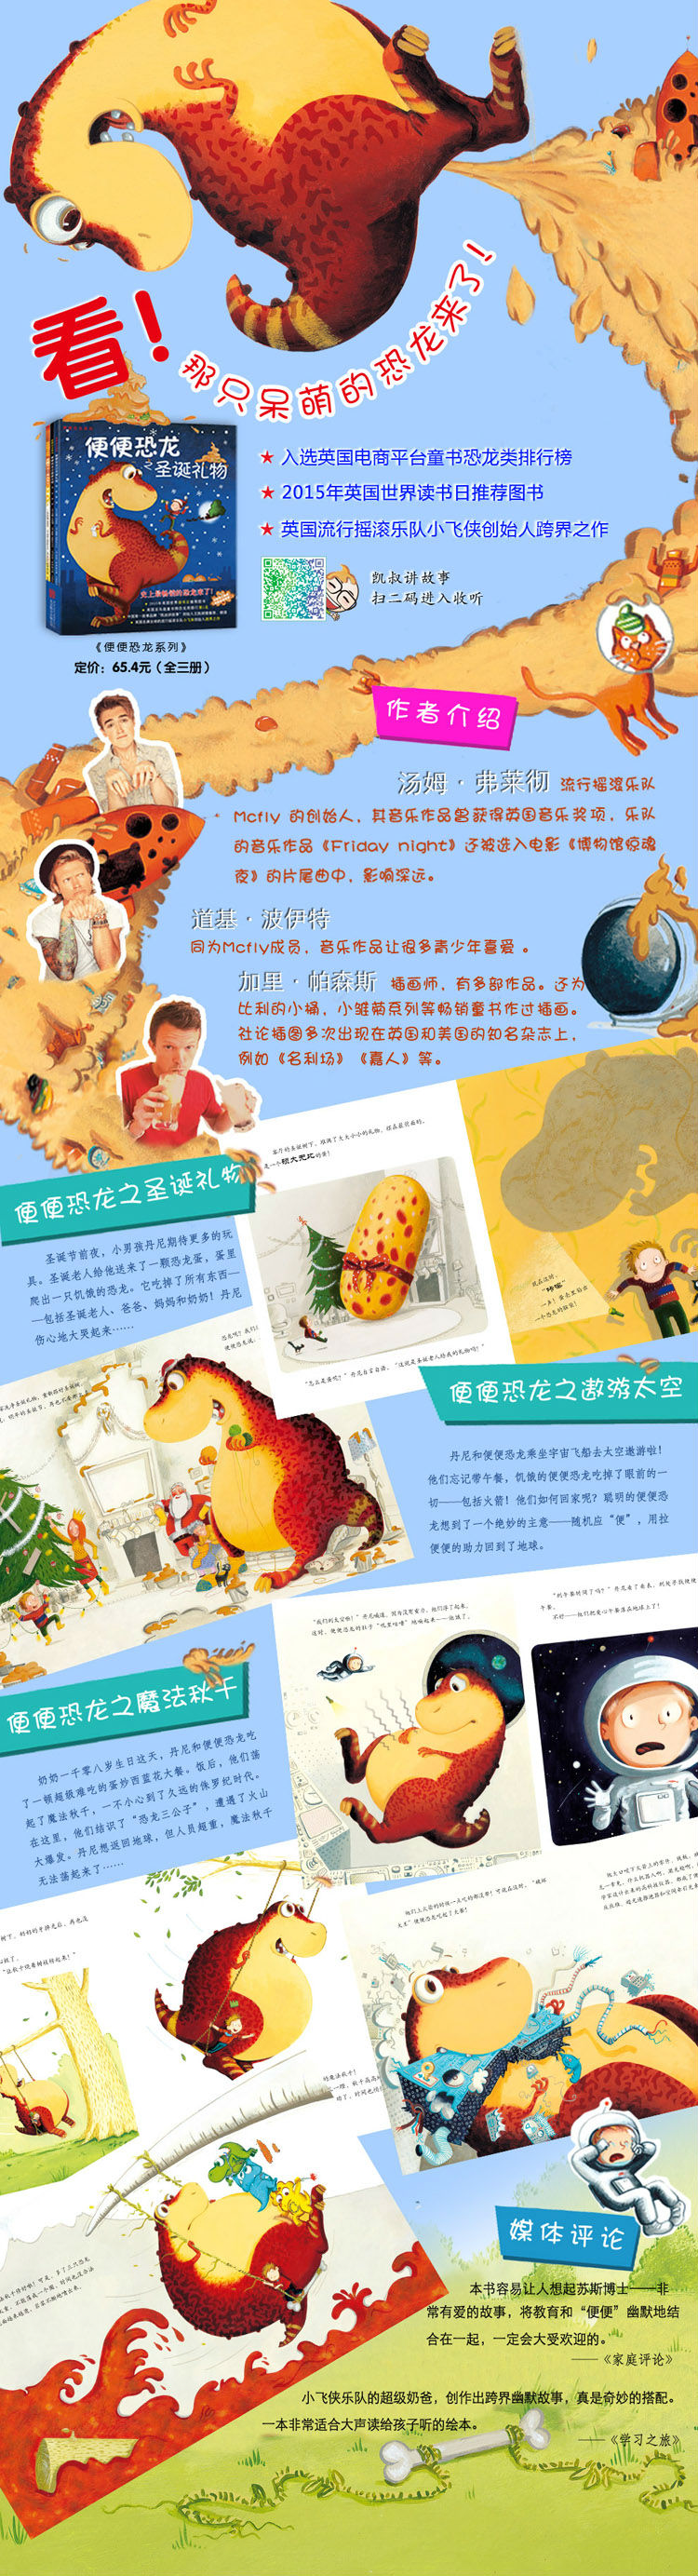 看！
那只呆萌的恐龙来了！
便便恐龙
之圣诞礼物
★ 入选英国电商平台童书恐龙类排行榜
★ 2015年英国世界读书日推荐图书
★ 英国流行摇滚乐队小飞侠创始人跨界之作
凯叔讲故事
扫二码进入收听
《便便恐龙系列》
定价：65.4元（全三册）
作者介绍
汤姆·弗莱彻 流行摇滚乐队
Mcfly 的创始人，其音乐作品曾获得英国音乐奖项，乐队
的音乐作品《Friday night》还被选入电影《博物馆惊魂
夜》的片尾曲中，影响深远。
道基·波伊特
同为Mcfly成员，音乐作品让很多青少年喜爱 。
加里·帕森斯 插画师，有多部作品。还为
比利的小桶，小雏菊系列等畅销童书作过插画。
社论插图多次出现在英国和美国的知名杂志上，
例如《名利场》《嘉人》等。
便便恐龙之圣诞礼物
圣诞节前夜，小男孩丹尼期待更多的玩
具。圣诞老人给他送来了一颗恐龙蛋，蛋里
爬出一只饥饿的恐龙。它吃掉了所有东西—
—包括圣诞老人、爸爸、妈妈和奶奶！丹尼
伤心地大哭起来……
便便恐龙之遨游太空
丹尼和便便恐龙乘坐宇宙飞船去太空遨游啦！
他们忘记带午餐，饥饿的便便恐龙吃掉了眼前的一
切——包括火箭！他们如何回家呢？聪明的便便恐
龙想到了一个绝妙的主意——随机应“便”，用拉
便便的助力回到了地球。
便便恐龙之魔法秋千
奶奶一千零八岁生日这天，丹尼和便便恐龙吃
了一顿超级难吃的蛋炒西蓝花大餐。饭后，他们荡
起了魔法秋千，一不小心到了久远的侏罗纪时代。
在这里，他们结识了“恐龙三公子”，遭遇了火山
大爆发。丹尼想返回地球，但人员超重，魔法秋千
无法荡起来了……
媒体评论
本书容易让人想起苏斯博士——非
常有爱的故事，将教育和“便便”幽默地结
合在一起，一定会大受欢迎的。
——《家庭评论》
小飞侠乐队的超级奶爸，创作出跨界幽默故事，真是奇妙的搭配。
一本非常适合大声读给孩子听的绘本。
——《学习之旅》